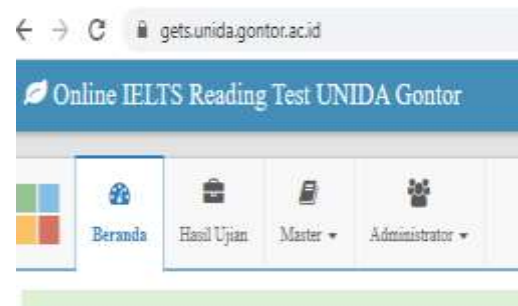 gets.unida.gontor.ac.id
Online IELTS Reading Test UNIDA Gontor
Beranda Hasil Ujian Master Administrator